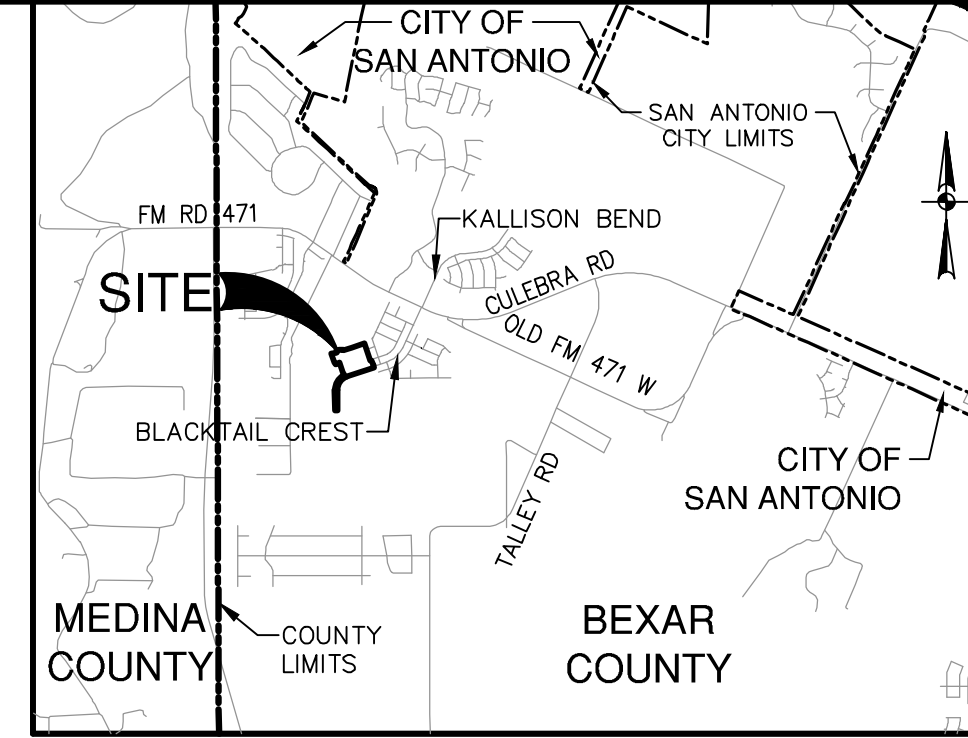 CITY OF
SAN ANTONIO
SAN ANTONIO
CITY LIMITS
FM RD 471
KALLISON BEND
SITE
CULEBRA RD
OLD FM 471 W
BLACKTAIL CREST
CITY OF
SAN ANTONIO
TALLEY RD
MEDINA
COUNTY
COUNTY
LIMITS
BEXAR
COUNTY